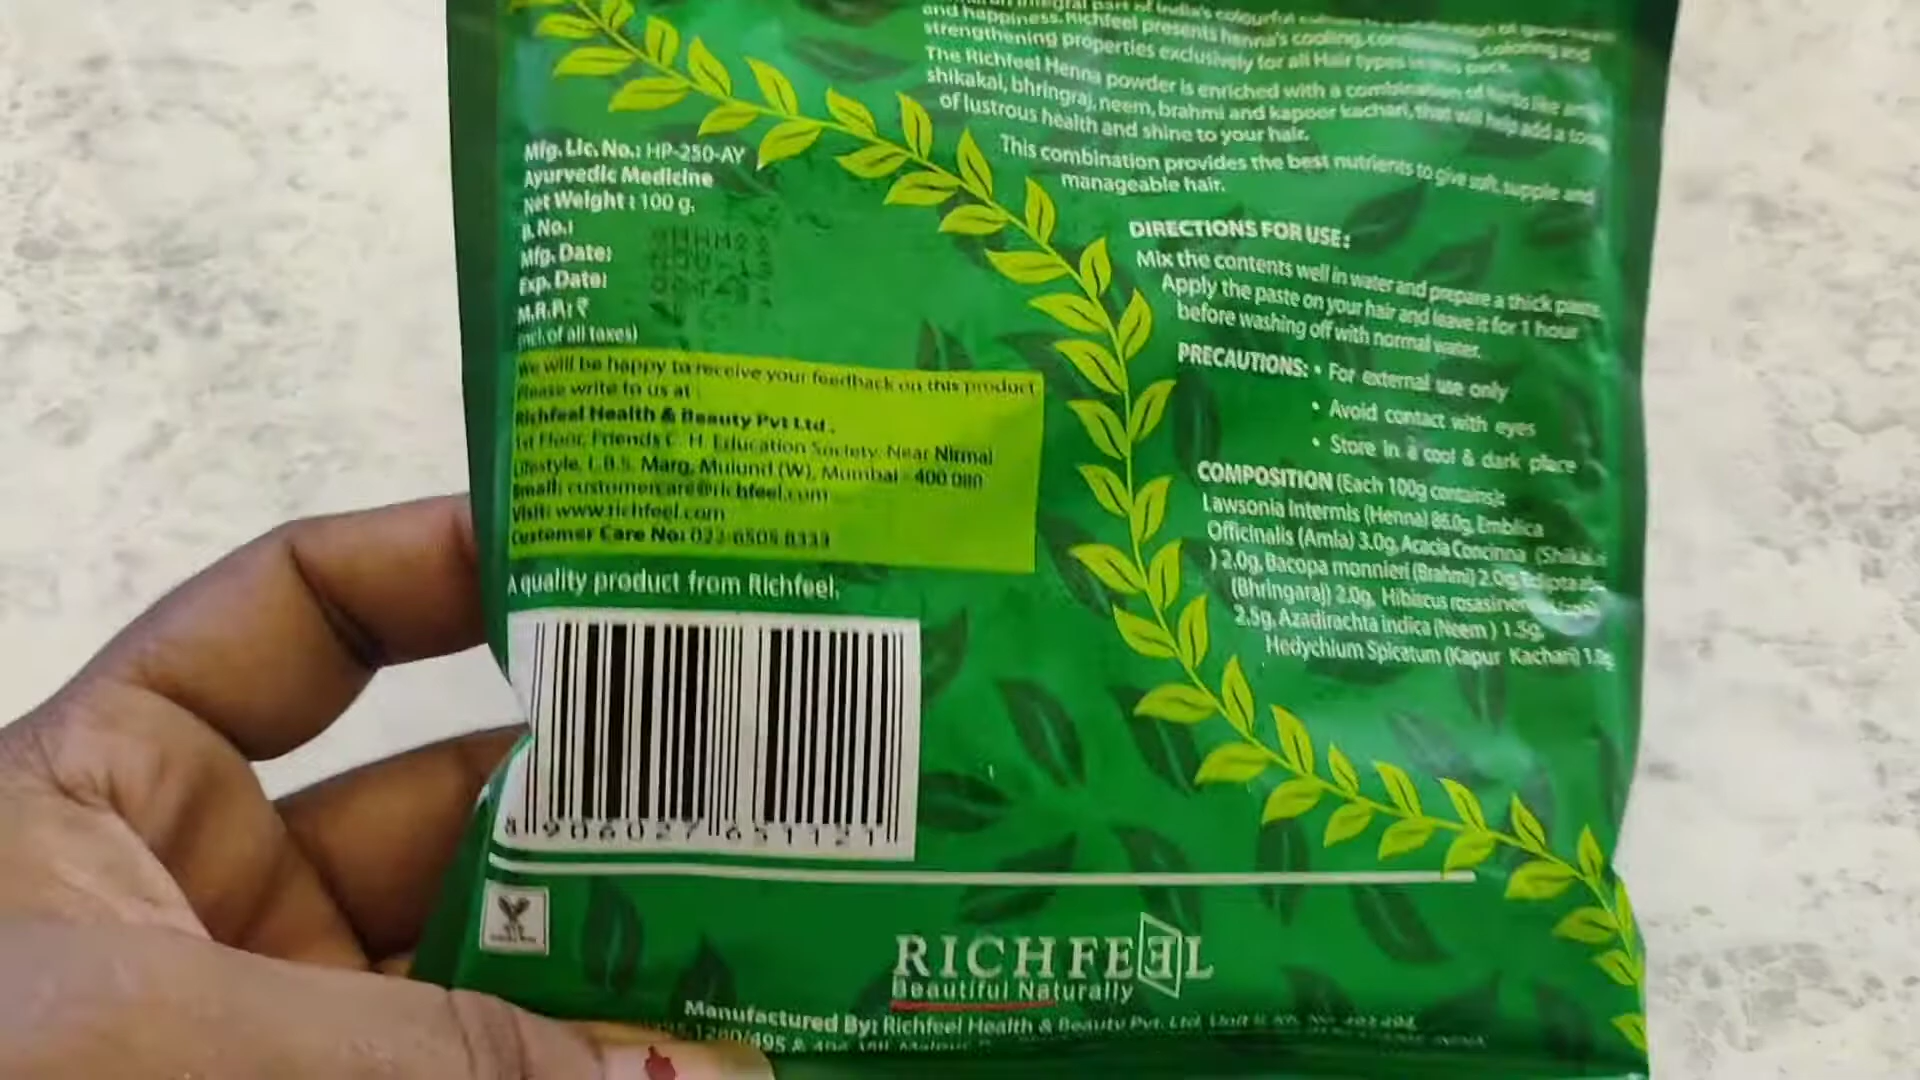 integral part of India's colourful
and happiness. Richfeel presents henna's cooling, conditioning, coloring and
strengthening properties exclusively for all Hair types in this pack.
The Richfeel Henna powder is enriched with a combination of herbs like
shikakai, bhringraj, neem, brahmi and kapoor kachari, that will help add a
of lustrous health and shine to your hair.
This combination provides the best nutrients to give soft, supple and
manageable hair.
Mfg. Lic. No.: HP-250-AY
Ayurvedic Medicine
Net Weight : 100 g.
B. No.:
Mfg. Date:
Exp. Date:
M.R.P.: ₹
incl. of all taxes)
We will be happy to receive your feedback on this product
Please write to us at
Richfeel Health & Beauty Pvt Ltd.
1st Floor, Friends C. H. Education Society, Near Nirmal
Lifestyle, L.B.S. Marg, Mulund (W), Mumbai - 400 080
Email: customercare@richfeel.com
Visit: www.richfeel.com
Customer Care No: 022-6505 8333
A quality product from Richfeel.
8 906027 651121
DIRECTIONS FOR USE:
Mix the contents well in water and prepare a thick paste.
Apply the paste on your hair and leave it for 1 hour
before washing off with normal water.
PRECAUTIONS: • For external use only
• Avoid contact with eyes
• Store in a cool & dark place
COMPOSITION (Each 100g contains):
Lawsonia Intermis (Henna) 86.0g, Emblica
Officinalis (Amla) 3.0g, Acacia Concinna (Shikakai
) 2.0g, Bacopa monnieri (Brahmi) 2.0g,
(Bhringaraj) 2.0g, Hibiscus
2.5g, Azadirachta indica (Neem ) 1.5g,
Hedychium Spicatum (Kapur Kachari)
RICHFEEL
Beautiful Naturally
Manufactured By: Richfeel Health & Beauty Pvt. Ltd.